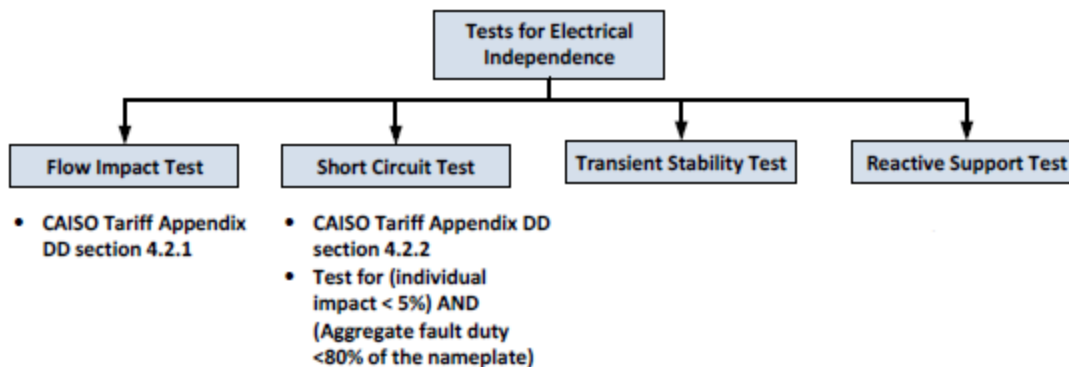 Tests for Electrical
Independence
Flow Impact Test
Short Circuit Test
Transient Stability Test
Reactive Support Test
• CAISO Tariff Appendix
DD section 4.2.1
• CAISO Tariff Appendix DD
section 4.2.2
• Test for (individual
impact < 5%) AND
(Aggregate fault duty
<80% of the nameplate)